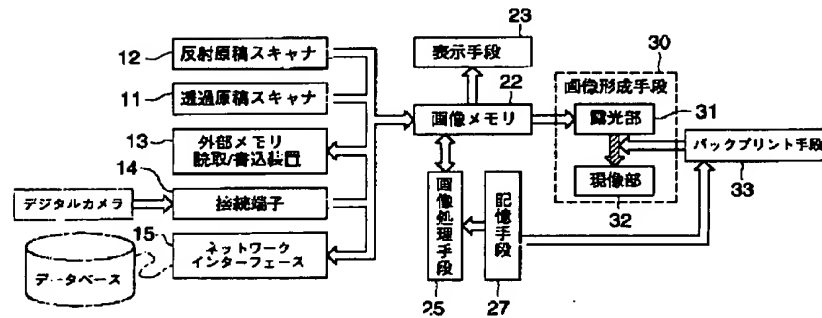 12
反射原稿スキャナ
11
透過原稿スキャナ
13
外部メモリ
読取/書込装置
14
デジタルカメラ
接続端子
15
ネットワーク
インターフェース
データベース
23
表示手段
22
画像メモリ
画像処理手段
25
記憶手段
27
30
画像形成手段
露光部
31
現像部
32
バックプリント手段
33